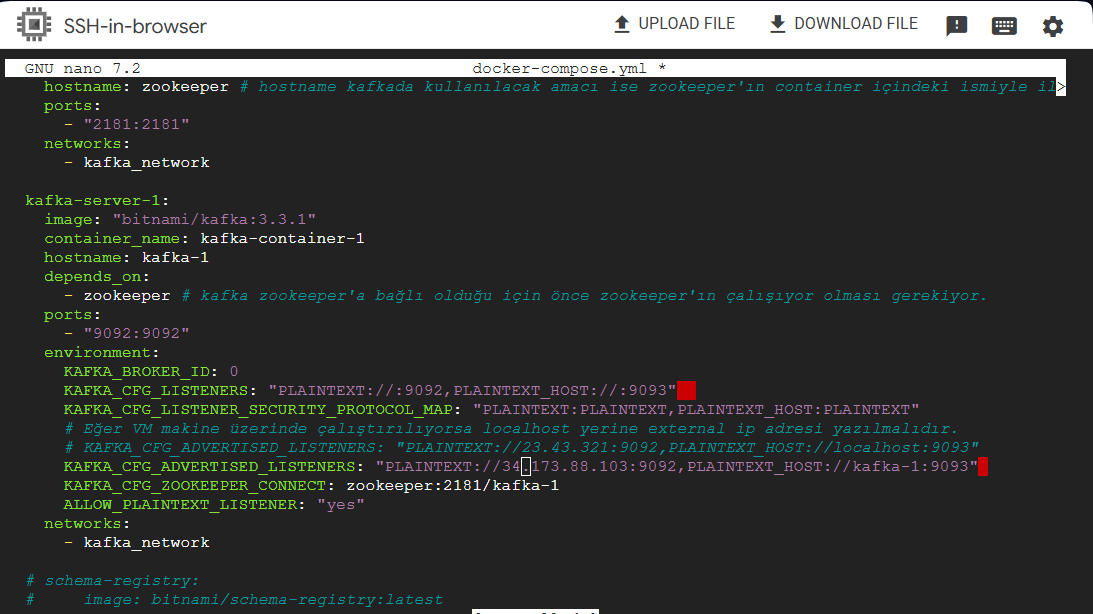 SSH-in-browser
UPLOAD FILE
DOWNLOAD FILE
GNU nano 7.2 docker-compose.yml *
hostname: zookeeper # hostname kafkada kullanılacak amacı ise zookeeper'ın container içindeki ismiyle il>
ports:
- "2181:2181"
networks:
- kafka_network
kafka-server-1:
image: "bitnami/kafka:3.3.1"
container_name: kafka-container-1
hostname: kafka-1
depends_on:
- zookeeper # kafka zookeeper'a bağlı olduğu için önce zookeeper'ın çalışıyor olması gerekiyor.
ports:
- "9092:9092"
environment:
KAFKA_BROKER_ID: 0
KAFKA_CFG_LISTENERS: "PLAINTEXT://:9092,PLAINTEXT_HOST://:9093"
KAFKA_CFG_LISTENER_SECURITY_PROTOCOL_MAP: "PLAINTEXT:PLAINTEXT,PLAINTEXT_HOST:PLAINTEXT"
# Eğer VM makine üzerinde çalıştırılıyorsa localhost yerine external ip adresi yazılmalıdır.
# KAFKA_CFG_ADVERTISED_LISTENERS: "PLAINTEXT://23.43.321:9092,PLAINTEXT_HOST://localhost:9093"
KAFKA_CFG_ADVERTISED_LISTENERS: "PLAINTEXT://34.173.88.103:9092,PLAINTEXT_HOST://kafka-1:9093"
KAFKA_CFG_ZOOKEEPER_CONNECT: zookeeper:2181/kafka-1
ALLOW_PLAINTEXT_LISTENER: "yes"
networks:
- kafka_network
# schema-registry:
# image: bitnami/schema-registry:latest